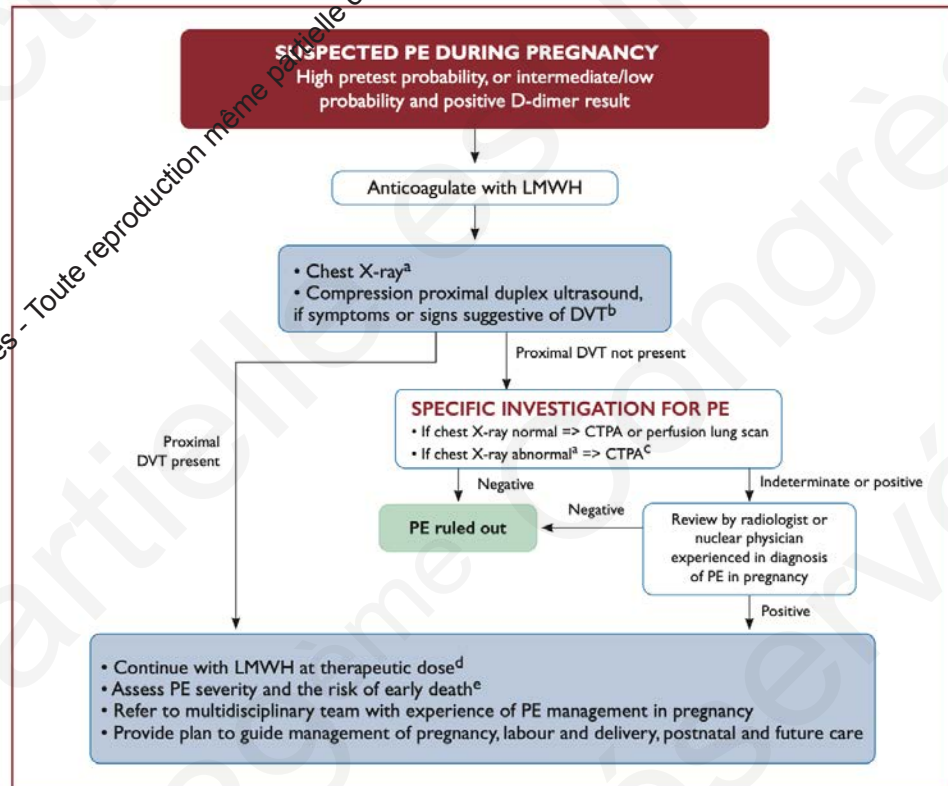 SUSPECTED PE DURING PREGNANCY
High pretest probability, or intermediate/low
probability and positive D-dimer result
Anticoagulate with LMWH
• Chest X-rayᵃ
• Compression proximal duplex ultrasound,
if symptoms or signs suggestive of DVTᵇ
Proximal DVT not present
Proximal
DVT present
SPECIFIC INVESTIGATION FOR PE
• If chest X-ray normal => CTPA or perfusion lung scan
• If chest X-ray abnormalᵃ => CTPAᶜ
Negative
Indeterminate or positive
PE ruled out
Negative
Review by radiologist or
nuclear physician
experienced in diagnosis
of PE in pregnancy
Positive
• Continue with LMWH at therapeutic doseᵈ
• Assess PE severity and the risk of early deathᵉ
• Refer to multidisciplinary team with experience of PE management in pregnancy
• Provide plan to guide management of pregnancy, labour and delivery, postnatal and future care
- Toute reproduction même partielle